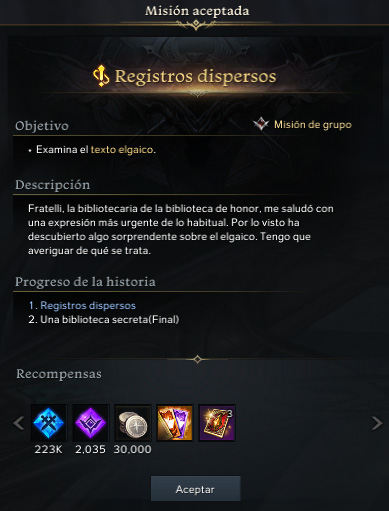 Misión aceptada
Registros dispersos
Objetivo
Misión de grupo
• Examina el texto elgaico.
Descripción
Fratelli, la bibliotecaria de la biblioteca de honor, me saludó con
una expresión más urgente de lo habitual. Por lo visto ha
descubierto algo sorprendente sobre el elgaico. Tengo que
averiguar de qué se trata.
Progreso de la historia
1. Registros dispersos
2. Una biblioteca secreta(Final)
Recompensas
3
223K 2,035 30,000
Aceptar